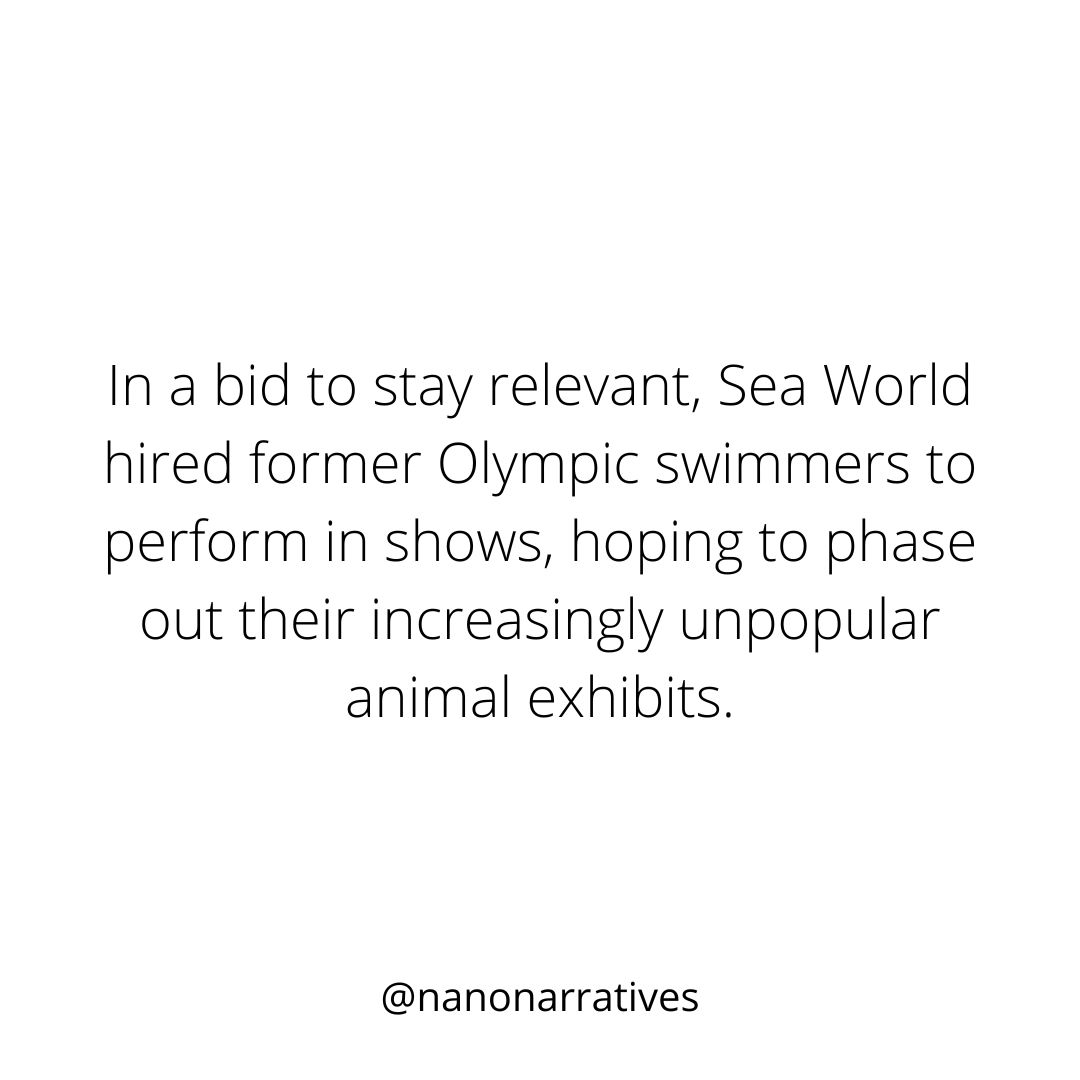 In a bid to stay relevant, Sea World
hired former Olympic swimmers to
perform in shows, hoping to phase
out their increasingly unpopular
animal exhibits.
@nanonarratives